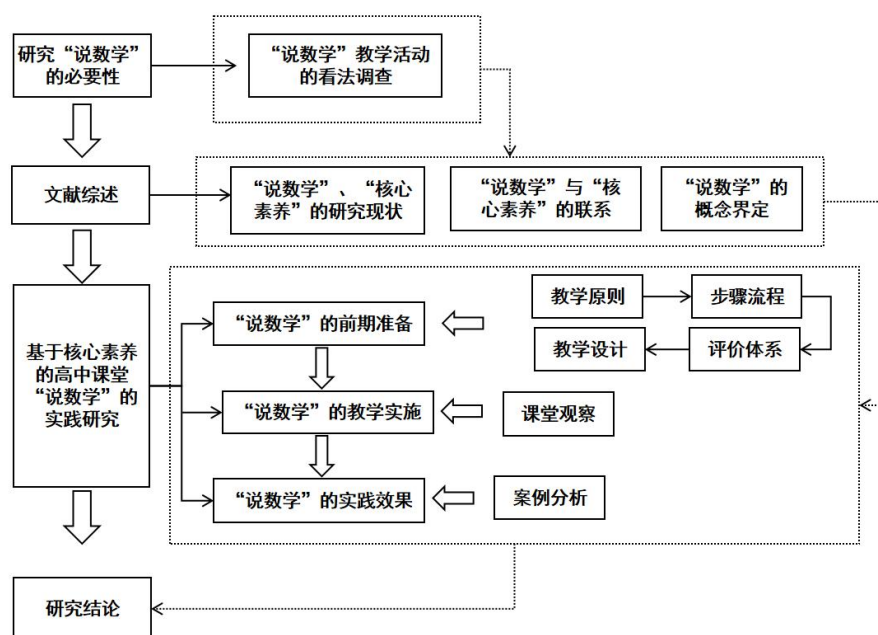 研究“说数学”
的必要性
“说数学”教学活动
的看法调查
文献综述
“说数学”、“核心
素养”的研究现状
“说数学”与“核
心素养”的联系
“说数学”的
概念界定
基于核心素养
的高中课堂
“说数学”的
实践研究
“说数学”的前期准备
教学原则
步骤流程
教学设计
评价体系
“说数学”的教学实施
课堂观察
“说数学”的实践效果
案例分析
研究结论